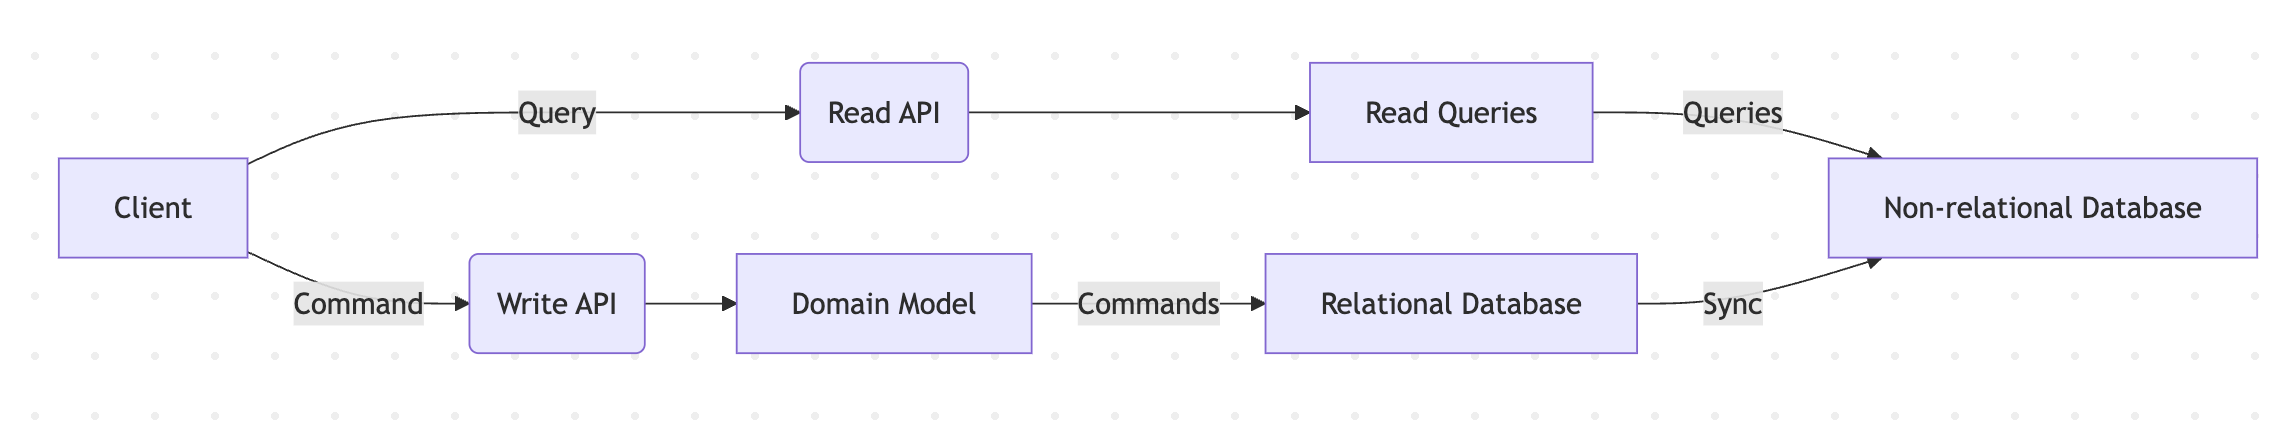 Query
Read API
Read Queries
Queries
Client
Non-relational Database
Command
Write API
Domain Model
Commands
Relational Database
Sync